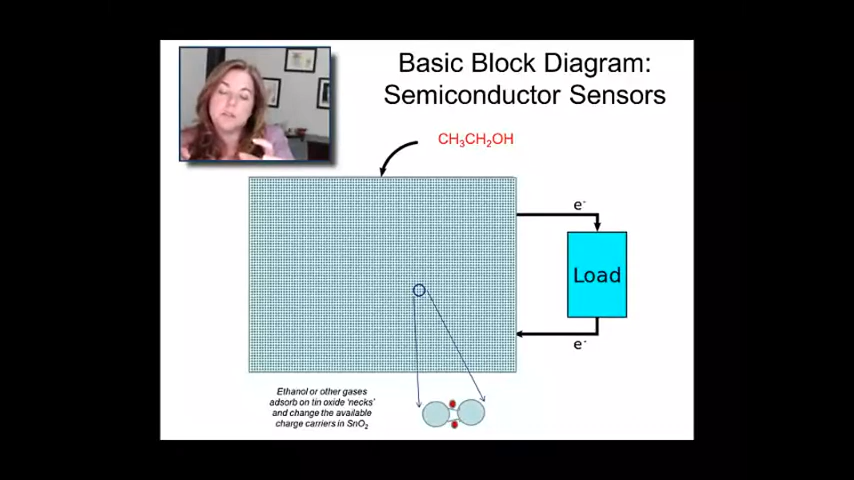 Basic Block Diagram:
Semiconductor Sensors
CH₃CH₂OH
e⁻
Load
e⁻
Ethanol or other gases
adsorb on tin oxide 'necks'
and change the available
charge carriers in SnO₂